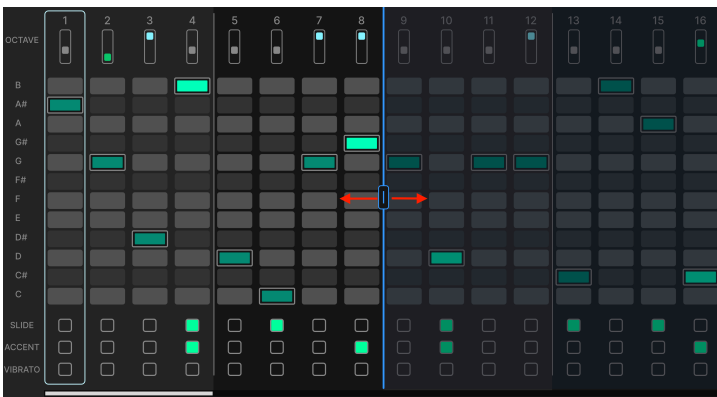 1 2 3 4 5 6 7 8 9 10 11 12 13 14 15 16
OCTAVE
B
A#
A
G#
G
F#
F
E
D#
D
C#
C
SLIDE
ACCENT
VIBRATO